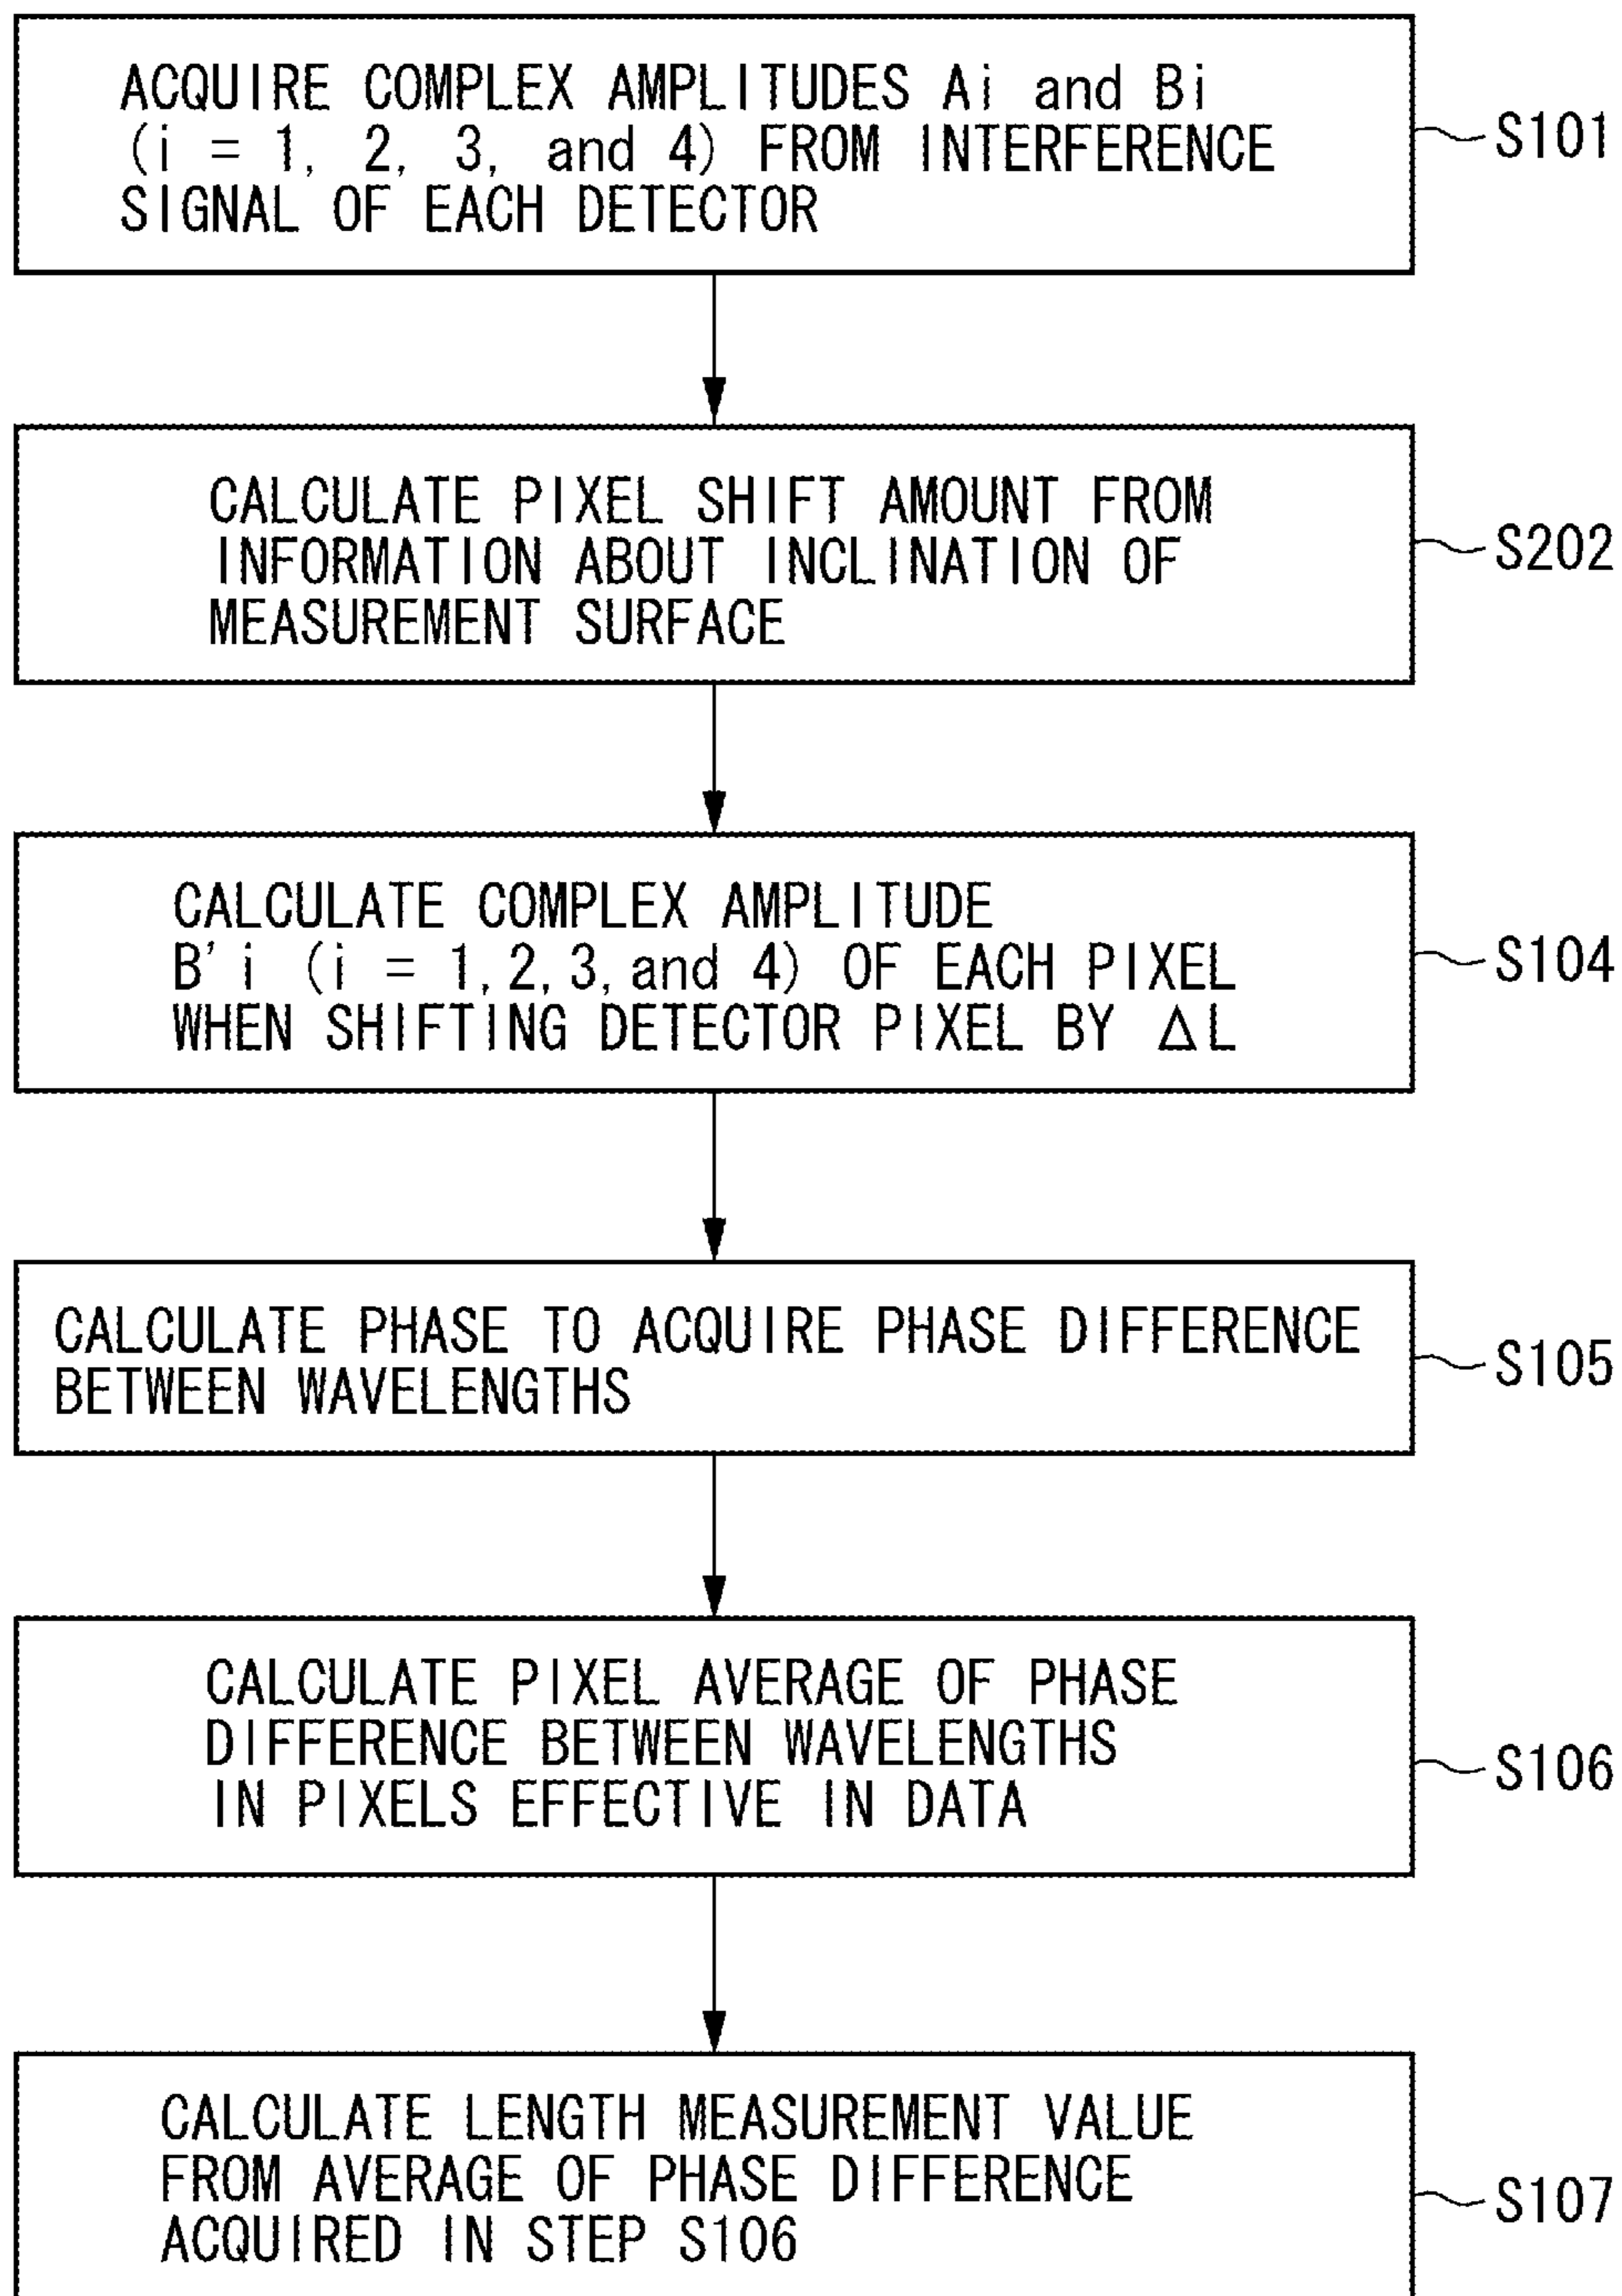 ACQUIRE COMPLEX AMPLITUDES Ai and Bi
(i = 1, 2, 3, and 4) FROM INTERFERENCE
SIGNAL OF EACH DETECTOR
S101
CALCULATE PIXEL SHIFT AMOUNT FROM
INFORMATION ABOUT INCLINATION OF
MEASUREMENT SURFACE
S202
CALCULATE COMPLEX AMPLITUDE
B'i (i = 1,2,3,and 4) OF EACH PIXEL
WHEN SHIFTING DETECTOR PIXEL BY ΔL
S104
CALCULATE PHASE TO ACQUIRE PHASE DIFFERENCE
BETWEEN WAVELENGTHS
S105
CALCULATE PIXEL AVERAGE OF PHASE
DIFFERENCE BETWEEN WAVELENGTHS
IN PIXELS EFFECTIVE IN DATA
S106
CALCULATE LENGTH MEASUREMENT VALUE
FROM AVERAGE OF PHASE DIFFERENCE
ACQUIRED IN STEP S106
S107